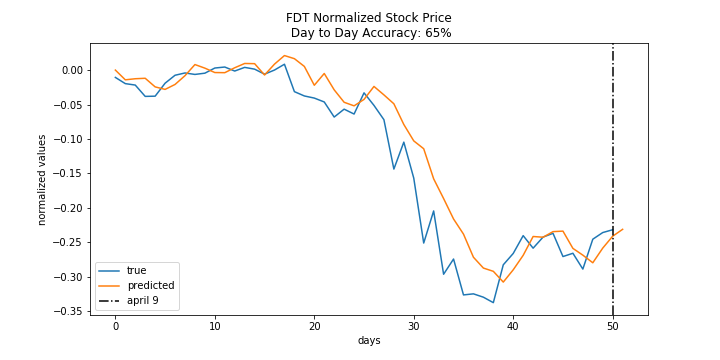 FDT Normalized Stock Price
Day to Day Accuracy: 65%
normalized values
0.00
−0.05
−0.10
−0.15
−0.20
−0.25
−0.30
−0.35
true
predicted
april 9
0
10
20
30
40
50
days